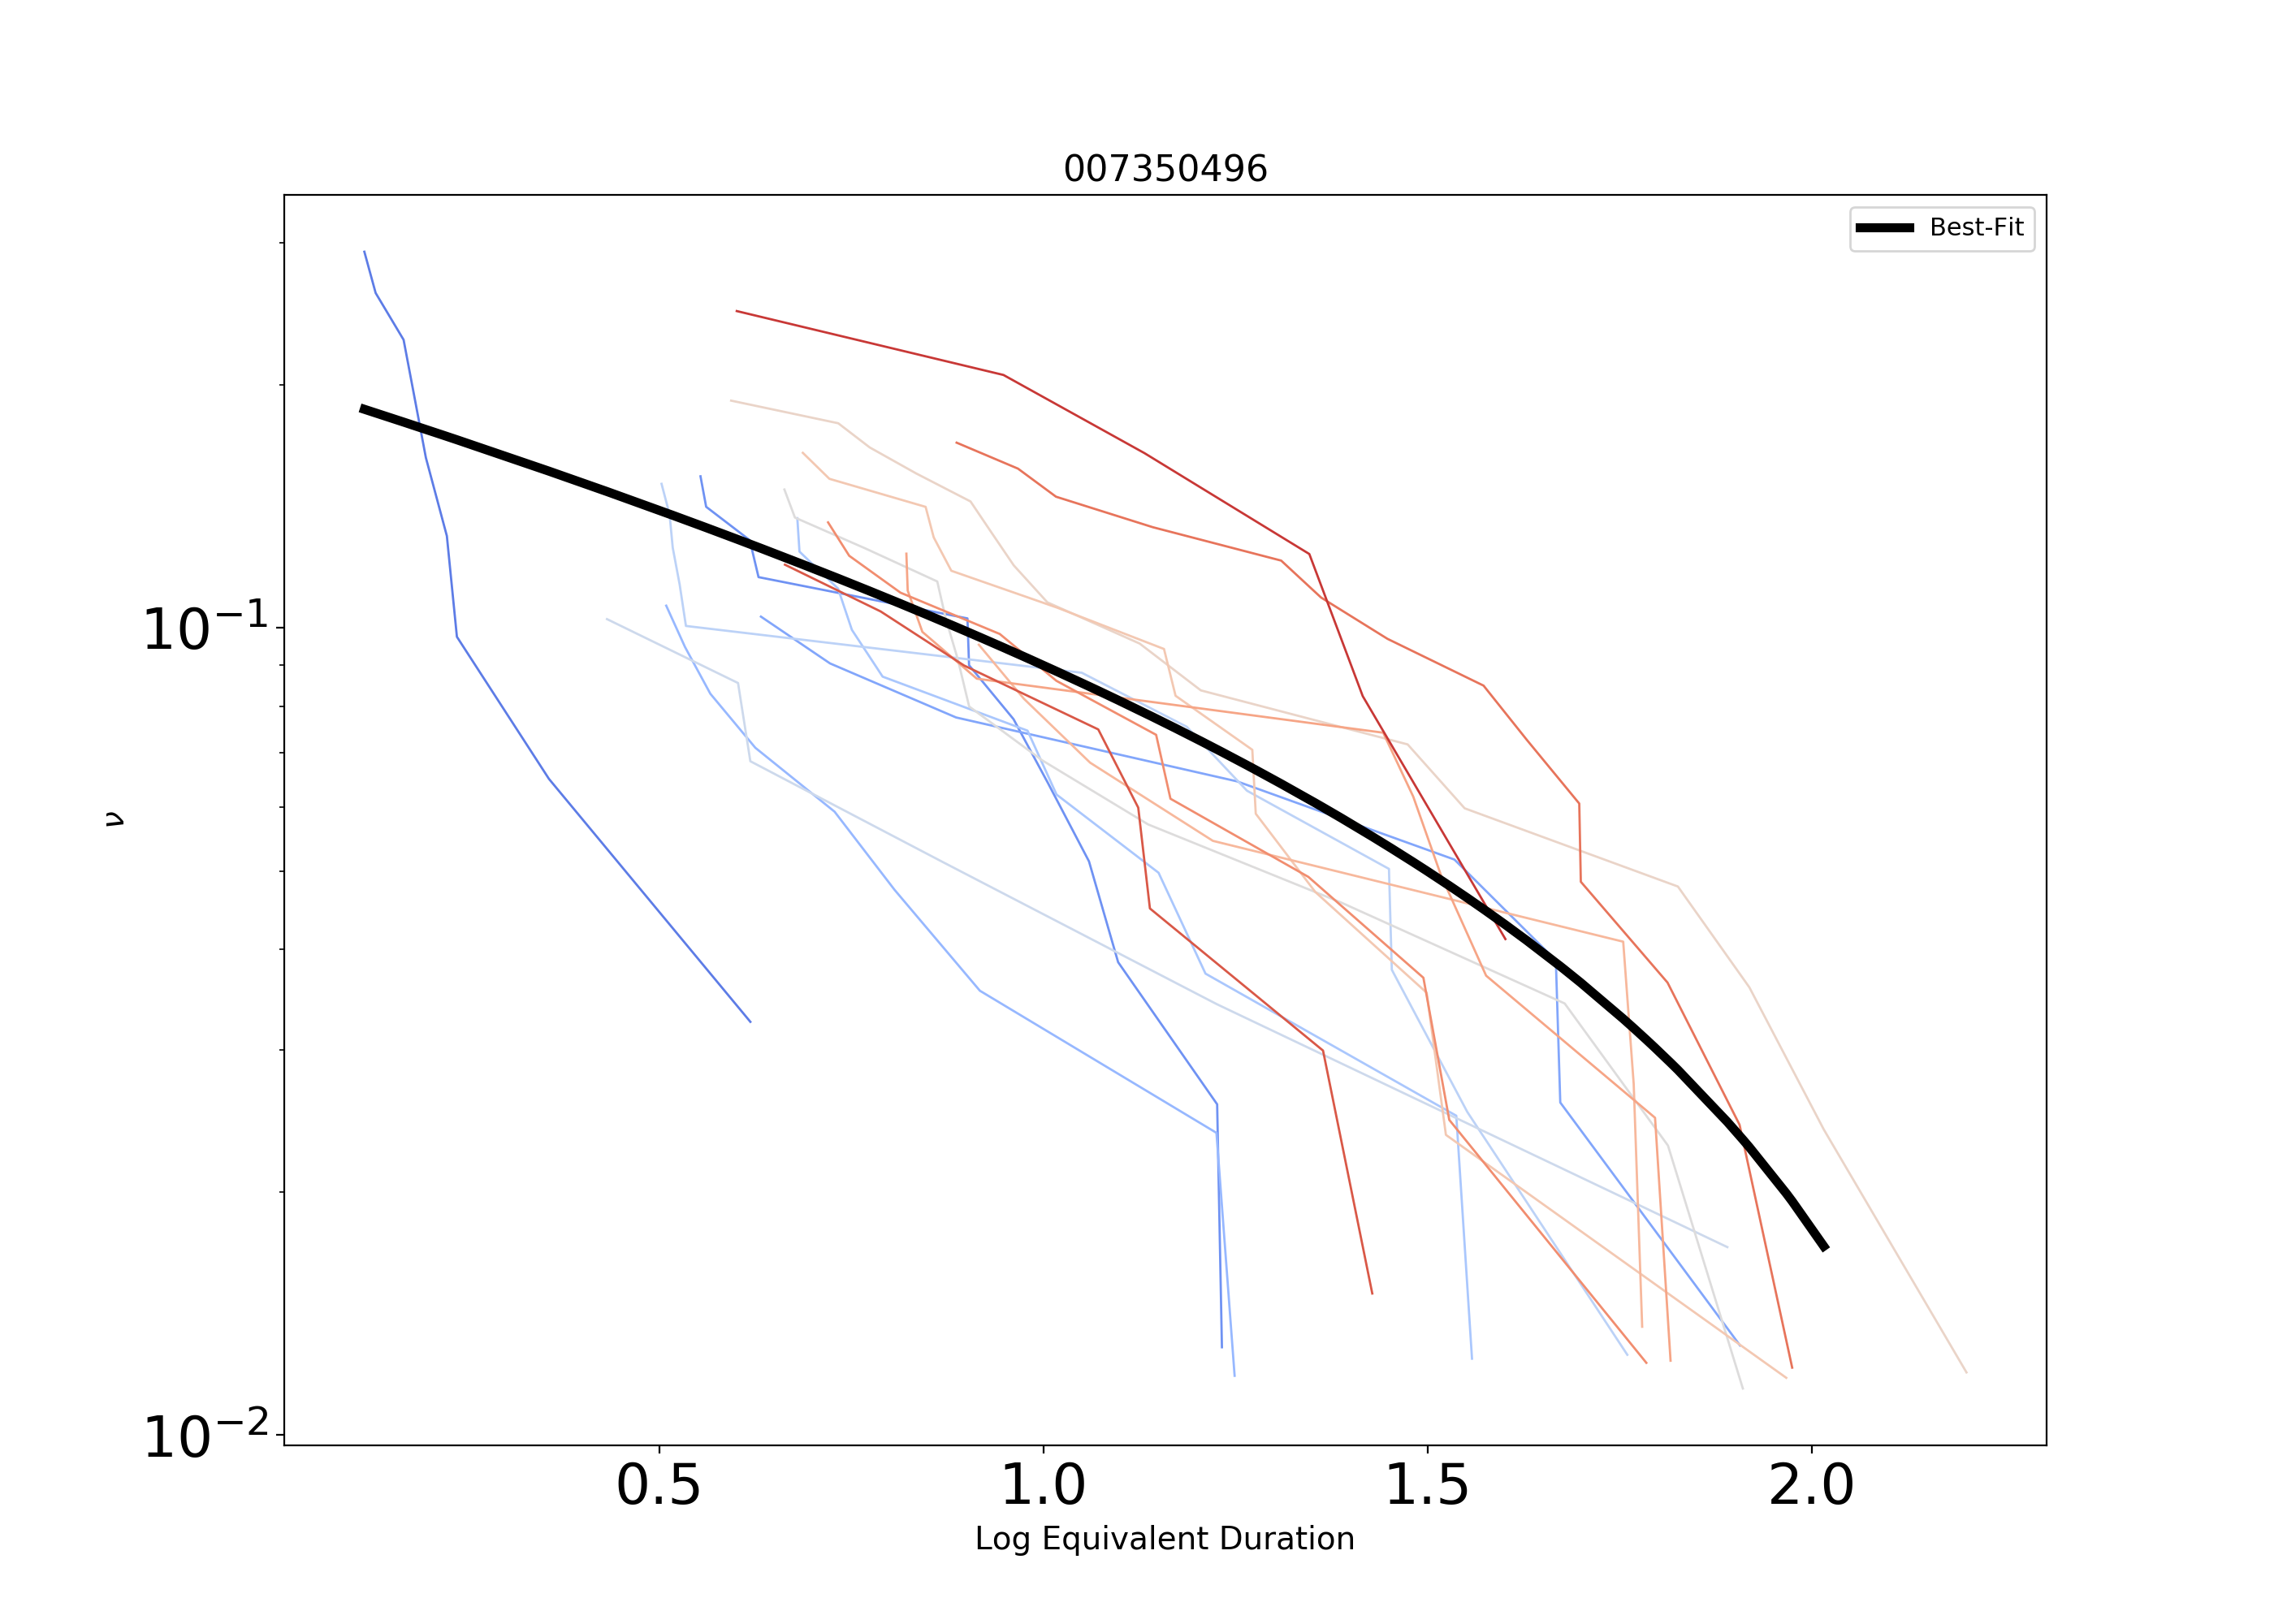 007350496
Best-Fit
10⁻¹
ν
10⁻²
0.5 1.0 1.5 2.0
Log Equivalent Duration